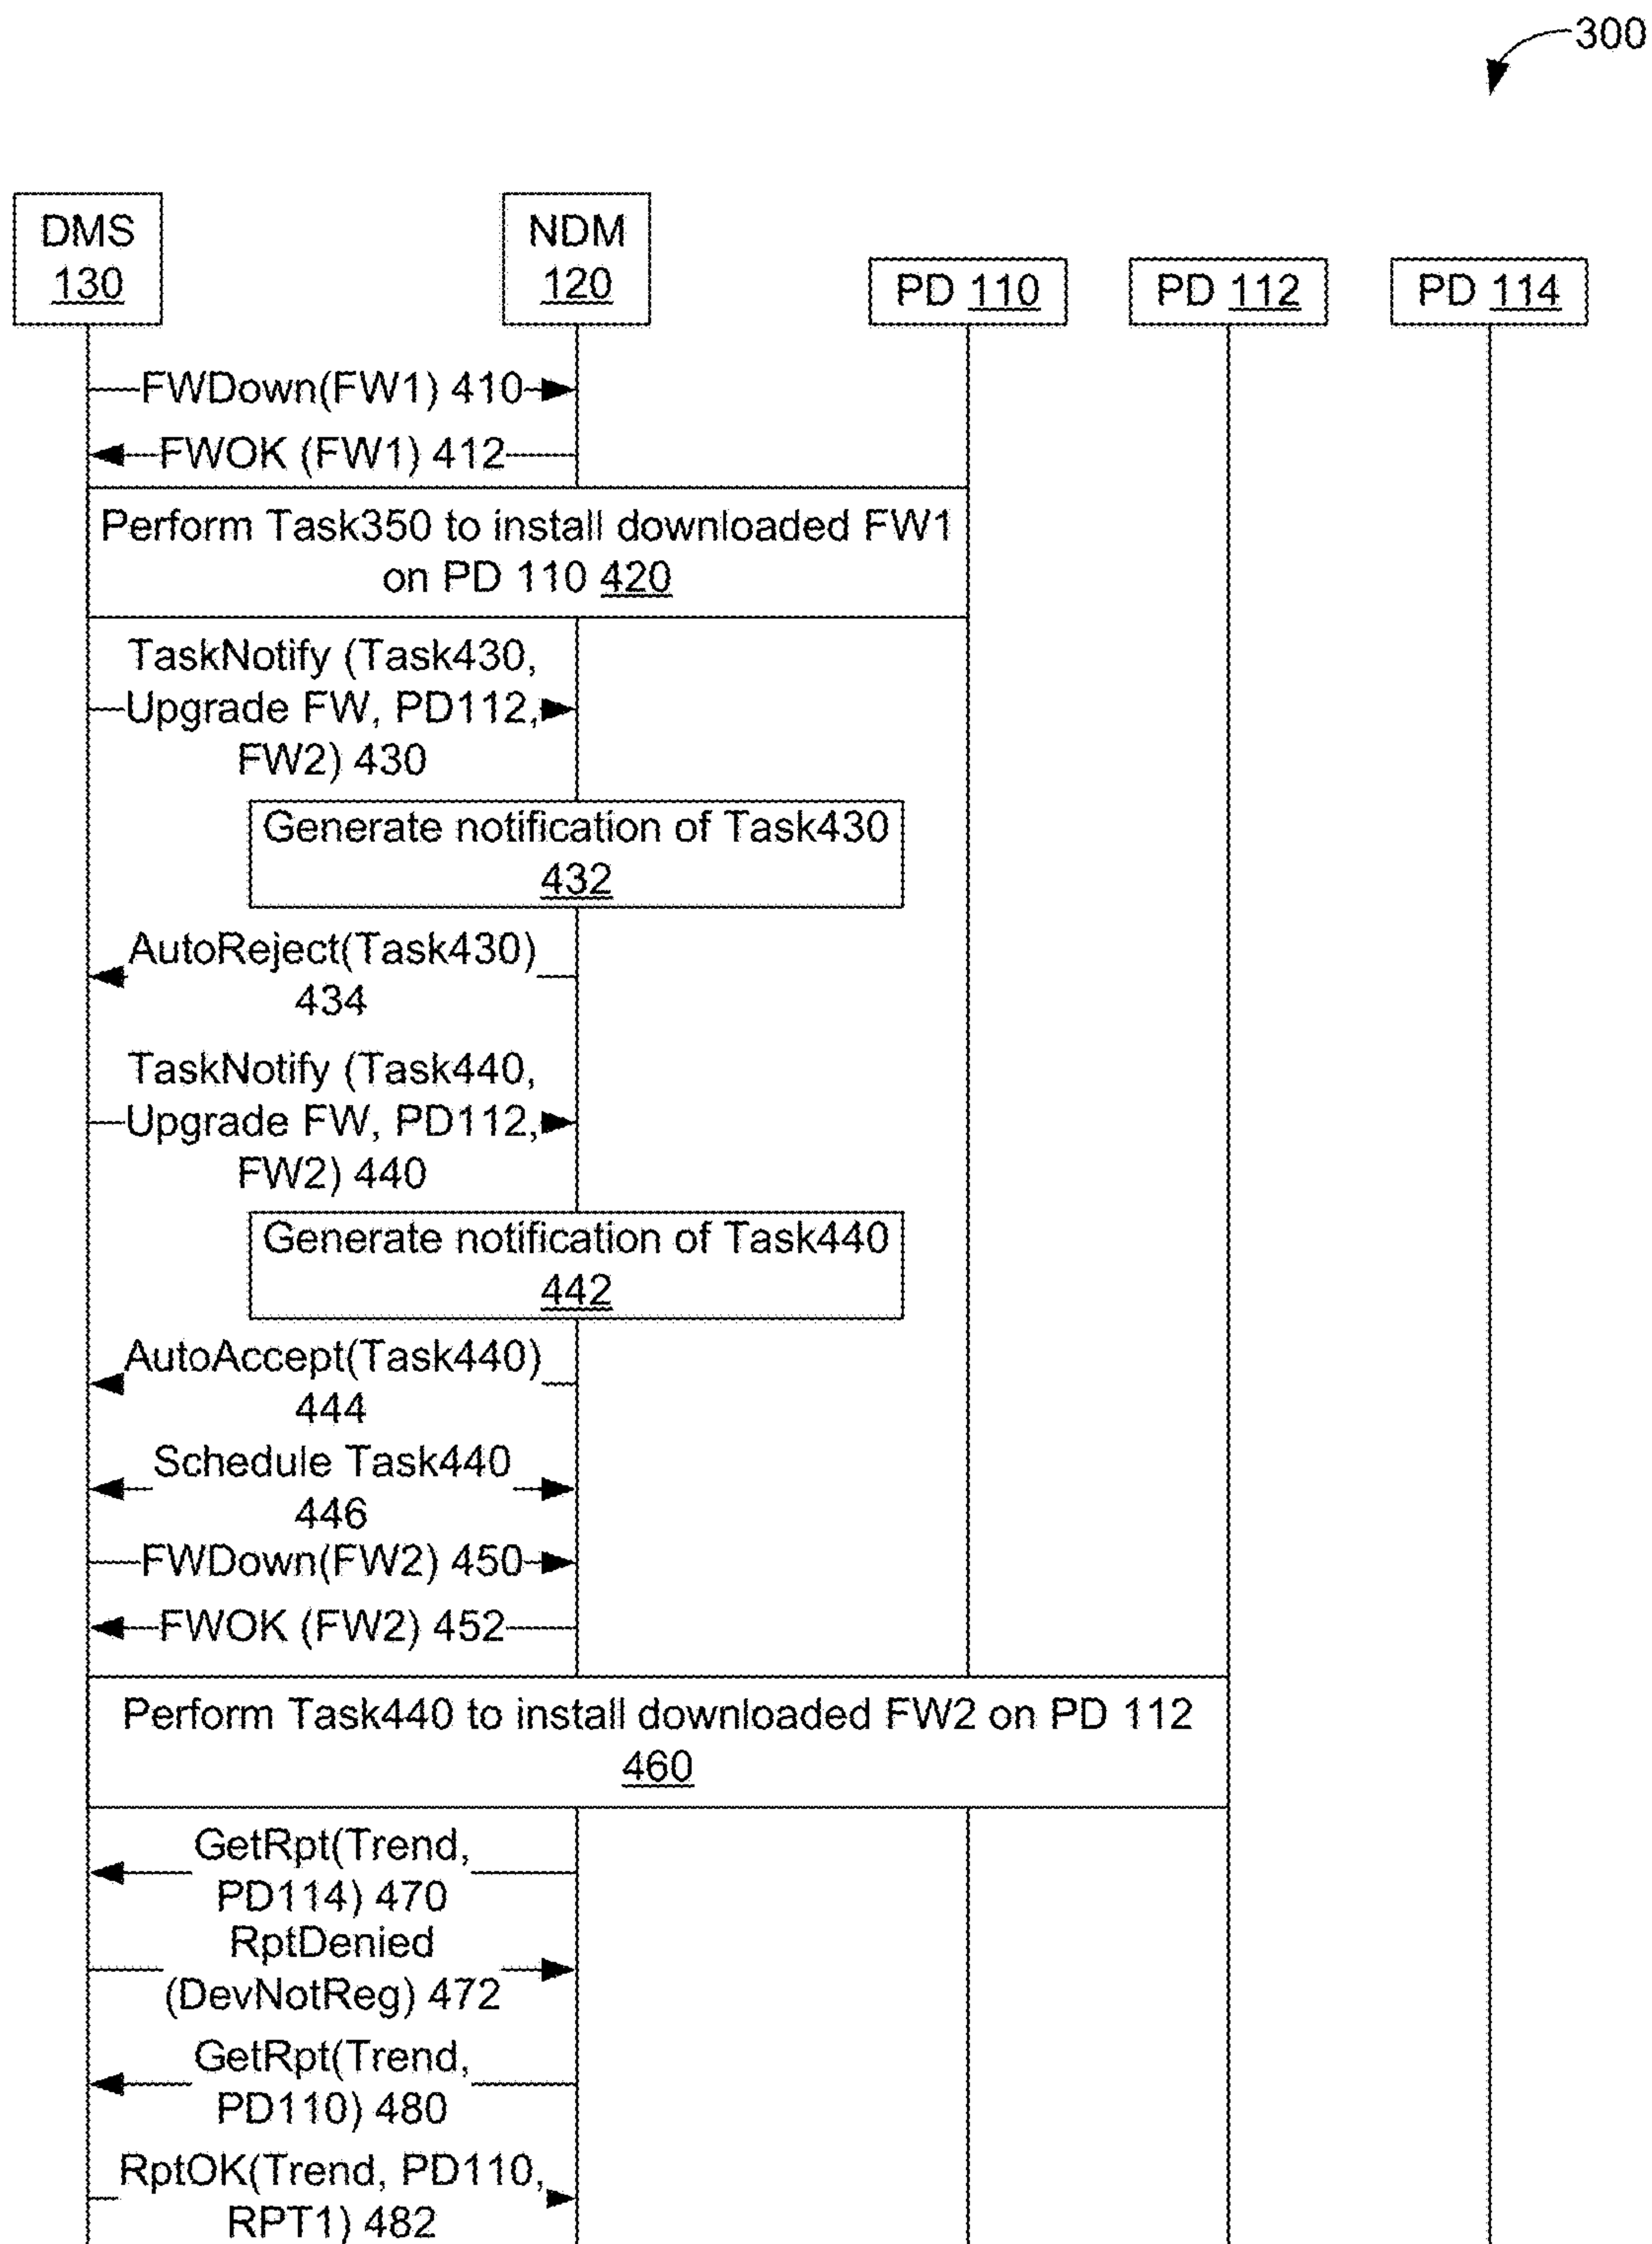 300
DMS
130
NDM
120
PD 110
PD 112
PD 114
FWDown(FW1) 410
FWOK (FW1) 412
Perform Task350 to install downloaded FW1
on PD 110 420
TaskNotify (Task430,
Upgrade FW, PD112,
FW2) 430
Generate notification of Task430
432
AutoReject(Task430)
434
TaskNotify (Task440,
Upgrade FW, PD112,
FW2) 440
Generate notification of Task440
442
AutoAccept(Task440)
444
Schedule Task440
446
FWDown(FW2) 450
FWOK (FW2) 452
Perform Task440 to install downloaded FW2 on PD 112
460
GetRpt(Trend,
PD114) 470
RptDenied
(DevNotReg) 472
GetRpt(Trend,
PD110) 480
RptOK(Trend, PD110,
RPT1) 482